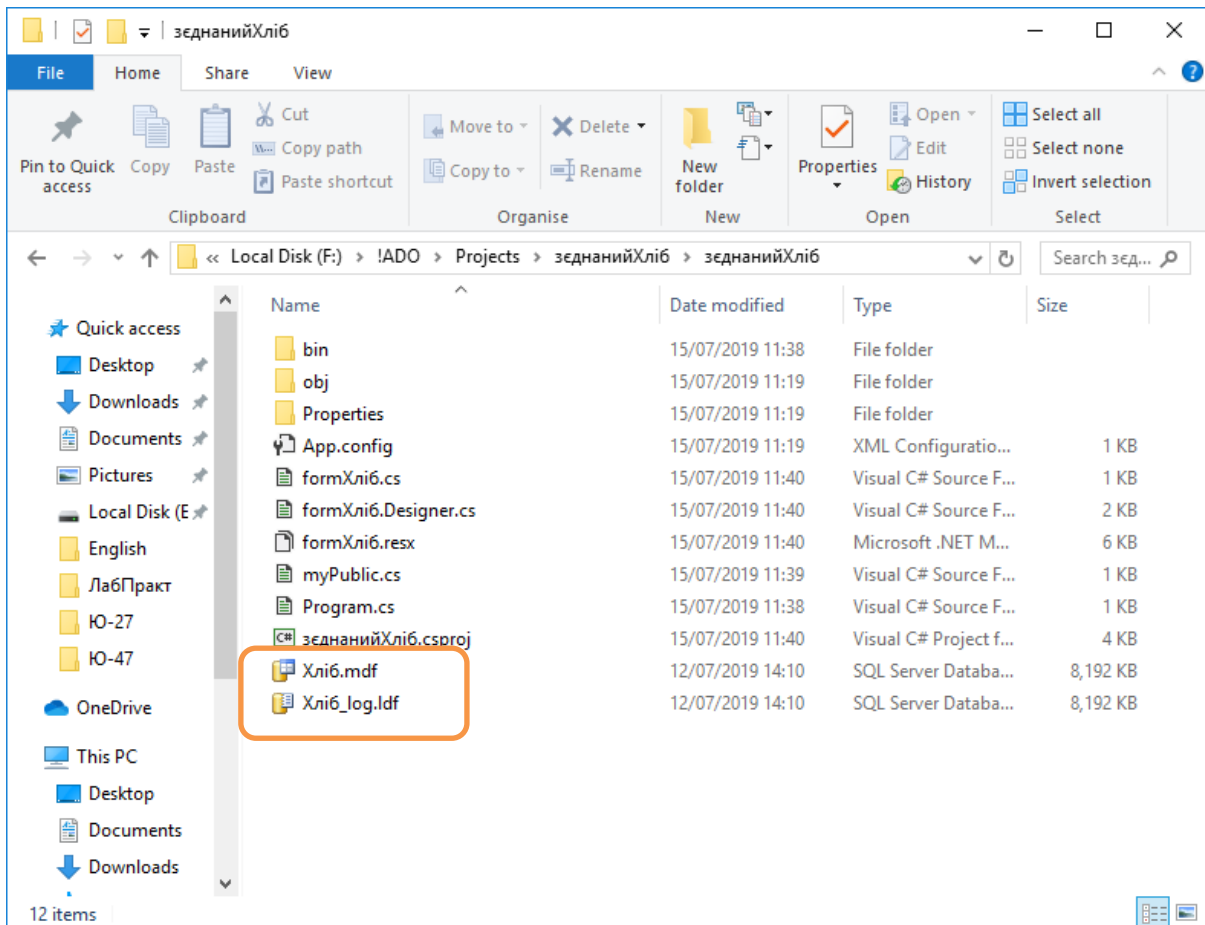 зєднанийХліб
File Home Share View
Pin to Quick access
Copy
Paste
Cut
Copy path
Paste shortcut
Clipboard
Move to
Copy to
Delete
Rename
Organise
New folder
New
Properties
Open
Edit
History
Open
Select all
Select none
Invert selection
Select
« Local Disk (F:) > !ADO > Projects > зєднанийХліб > зєднанийХліб
Search зєд...
Quick access
Desktop
Downloads
Documents
Pictures
Local Disk (E
English
ЛабПракт
Ю-27
Ю-47
OneDrive
This PC
Desktop
Documents
Downloads
Name Date modified Type Size
bin 15/07/2019 11:38 File folder
obj 15/07/2019 11:19 File folder
Properties 15/07/2019 11:19 File folder
App.config 15/07/2019 11:19 XML Configuratio... 1 KB
formХліб.cs 15/07/2019 11:40 Visual C# Source F... 1 KB
formХліб.Designer.cs 15/07/2019 11:40 Visual C# Source F... 2 KB
formХліб.resx 15/07/2019 11:40 Microsoft .NET M... 6 KB
myPublic.cs 15/07/2019 11:39 Visual C# Source F... 1 KB
Program.cs 15/07/2019 11:38 Visual C# Source F... 1 KB
зєднанийХліб.csproj 15/07/2019 11:40 Visual C# Project f... 4 KB
Хліб.mdf 12/07/2019 14:10 SQL Server Databa... 8,192 KB
Хліб_log.ldf 12/07/2019 14:10 SQL Server Databa... 8,192 KB
12 items